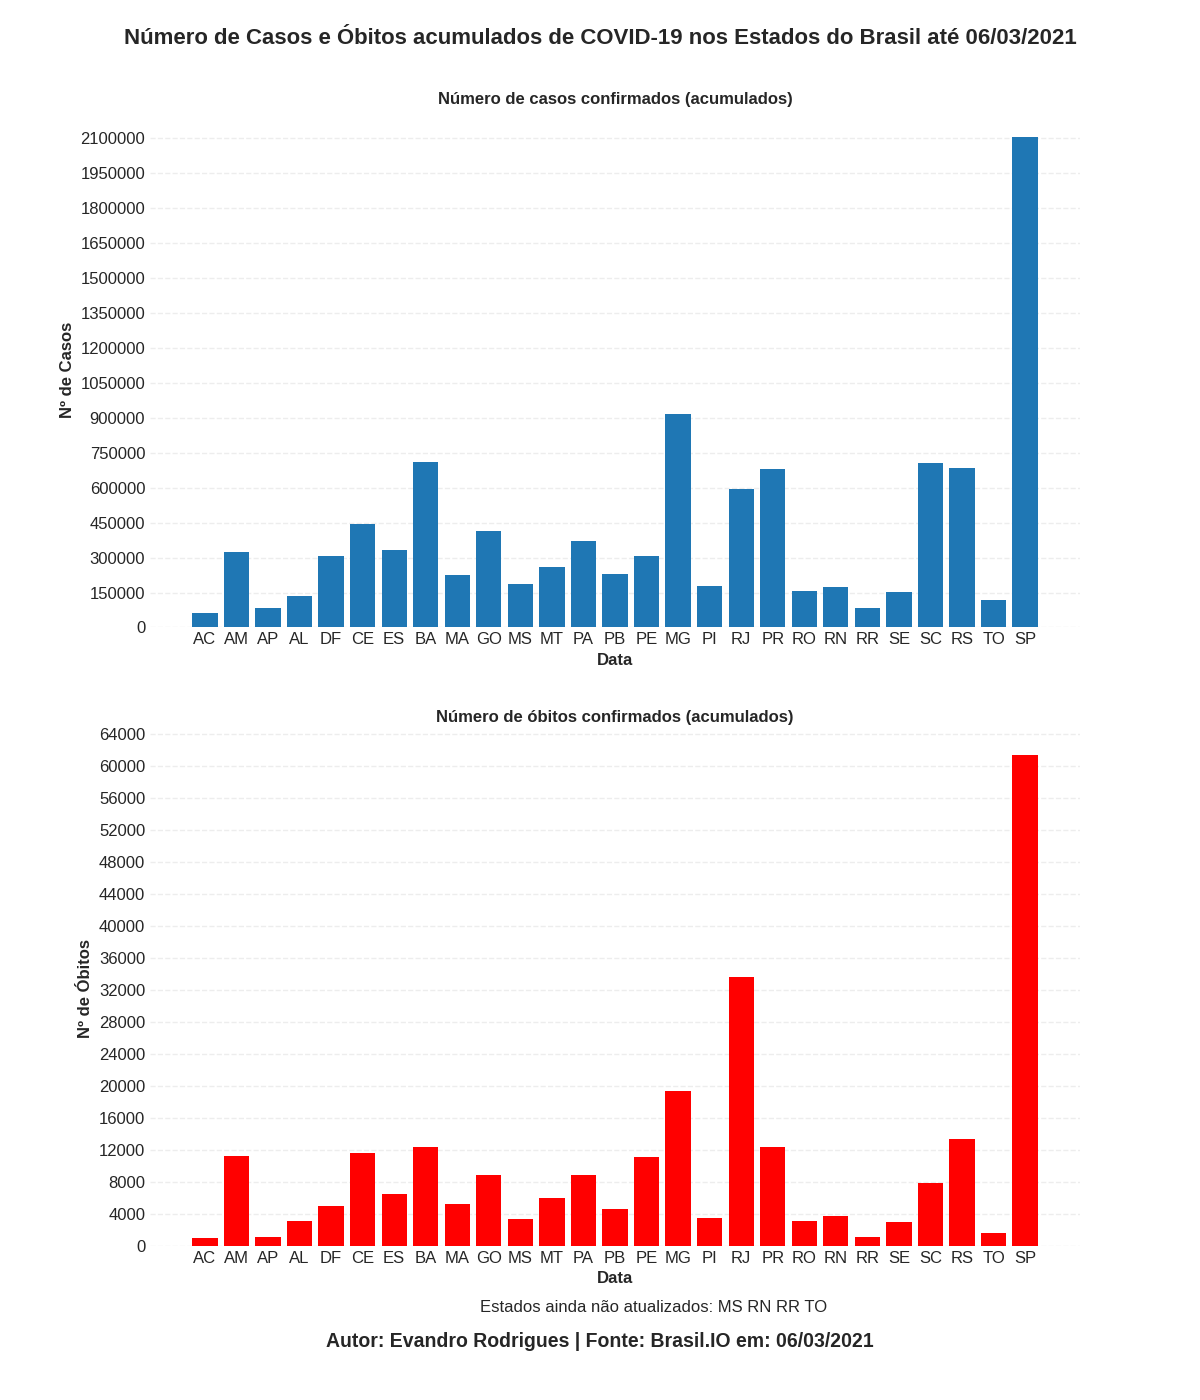 Número de Casos e Óbitos acumulados de COVID-19 nos Estados do Brasil até 06/03/2021
Número de casos confirmados (acumulados)
2100000
1950000
1800000
1650000
1500000
1350000
1200000
1050000
900000
750000
600000
450000
300000
150000
0
Nº de Casos
AC AM AP AL DF CE ES BA MA GO MS MT PA PB PE MG PI RJ PR RO RN RR SE SC RS TO SP
Data
Número de óbitos confirmados (acumulados)
64000
60000
56000
52000
48000
44000
40000
36000
32000
28000
24000
20000
16000
12000
8000
4000
0
Nº de Óbitos
AC AM AP AL DF CE ES BA MA GO MS MT PA PB PE MG PI RJ PR RO RN RR SE SC RS TO SP
Data
Estados ainda não atualizados: MS RN RR TO
Autor: Evandro Rodrigues | Fonte: Brasil.IO em: 06/03/2021